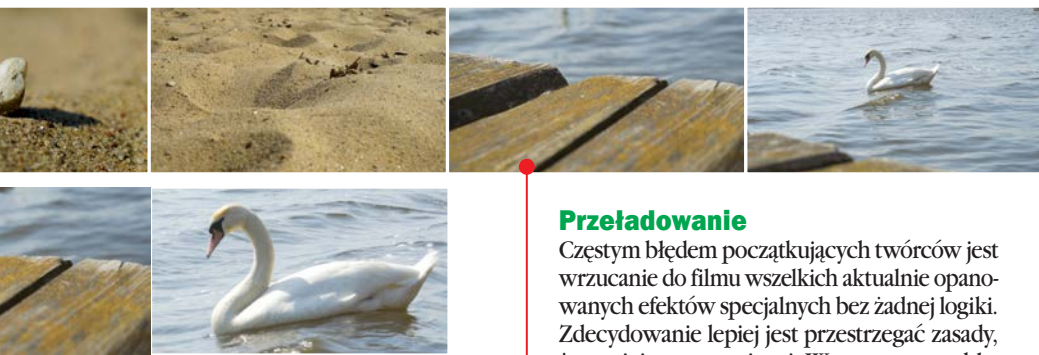 Przeładowanie
Częstym błędem początkujących twórców jest
wrzucanie do filmu wszelkich aktualnie opano-
wanych efektów specjalnych bez żadnej logiki.
Zdecydowanie lepiej jest przestrzegać zasady,